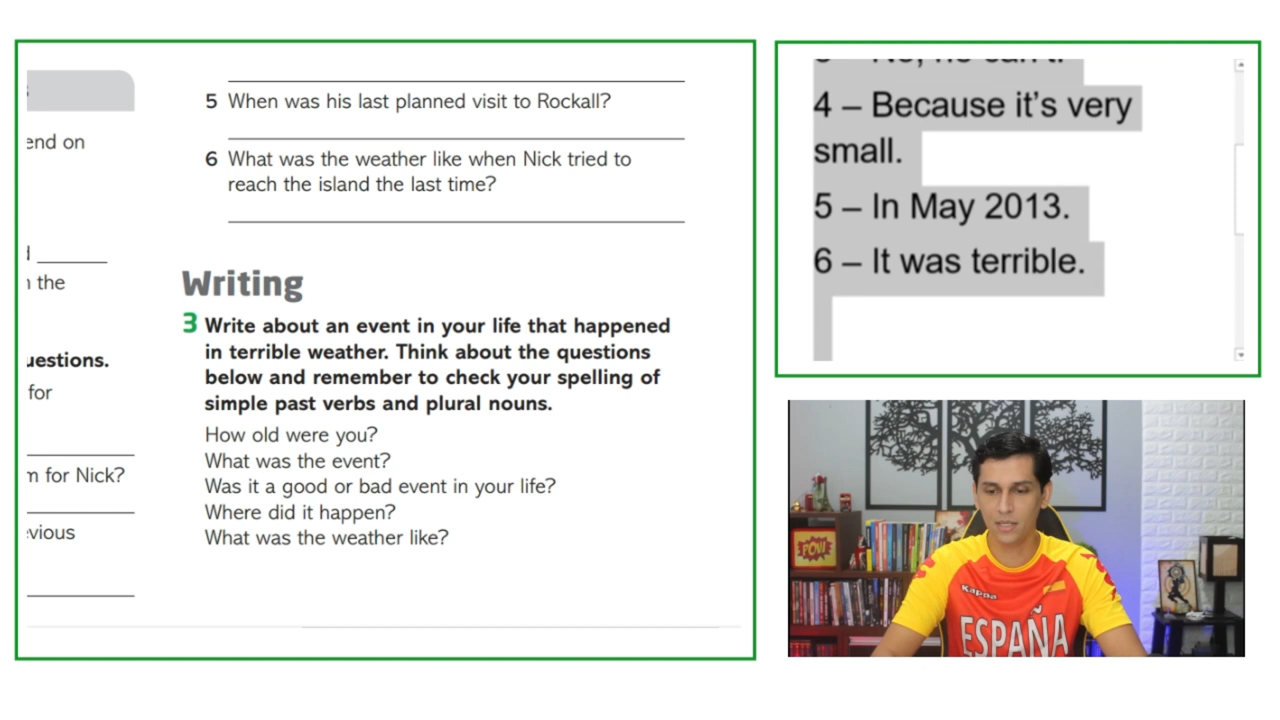 5 When was his last planned visit to Rockall?
6 What was the weather like when Nick tried to
reach the island the last time?
end on
n the
Writing
3 Write about an event in your life that happened
in terrible weather. Think about the questions
below and remember to check your spelling of
simple past verbs and plural nouns.
uestions.
for
How old were you?
What was the event?
m for Nick?
Was it a good or bad event in your life?
Where did it happen?
evious
What was the weather like?
No, he can't.
4 – Because it's very
small.
5 – In May 2013.
6 – It was terrible.
POW!
Kappa
ESPAÑA